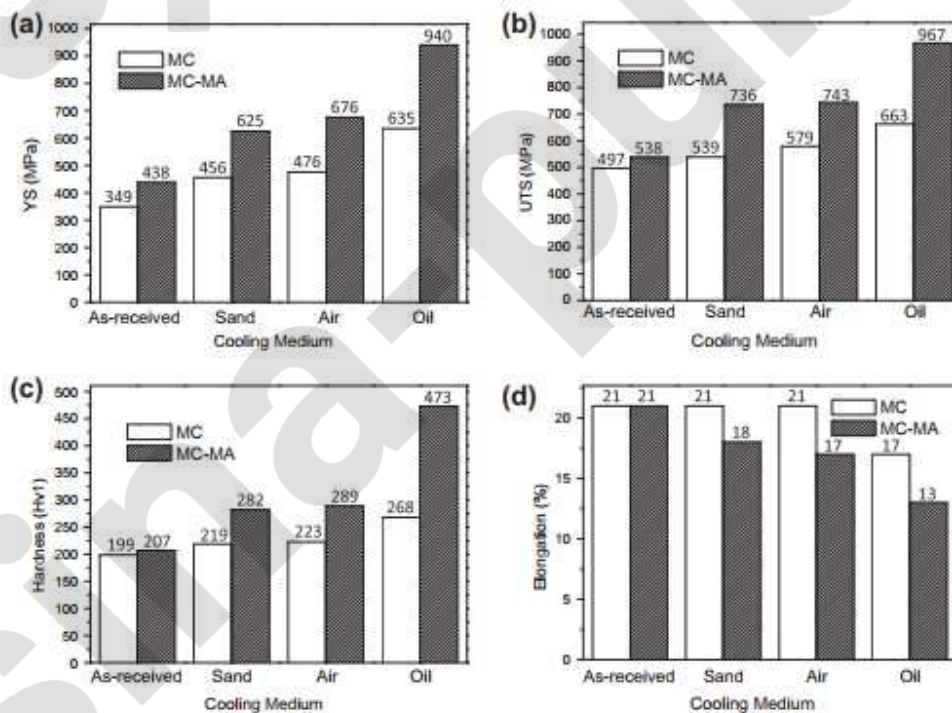 (a)
1000
900
800
700
600
500
400
300
200
100
0
YS (MPa)
MC
MC-MA
349
438
456
625
476
676
635
940
As-received Sand Air Oil
Cooling Medium
(b)
1000
900
800
700
600
500
400
300
200
100
0
UTS (MPa)
MC
MC-MA
497
538
539
736
579
743
663
967
As-received Sand Air Oil
Cooling Medium
(c)
500
450
400
350
300
250
200
150
100
50
0
Hardness (Hv1)
MC
MC-MA
199
207
219
282
223
289
268
473
As-received Sand Air Oil
Cooling Medium
(d)
20
15
10
5
0
Elongation (%)
MC
MC-MA
21
21
21
18
21
17
17
13
As-received Sand Air Oil
Cooling Medium